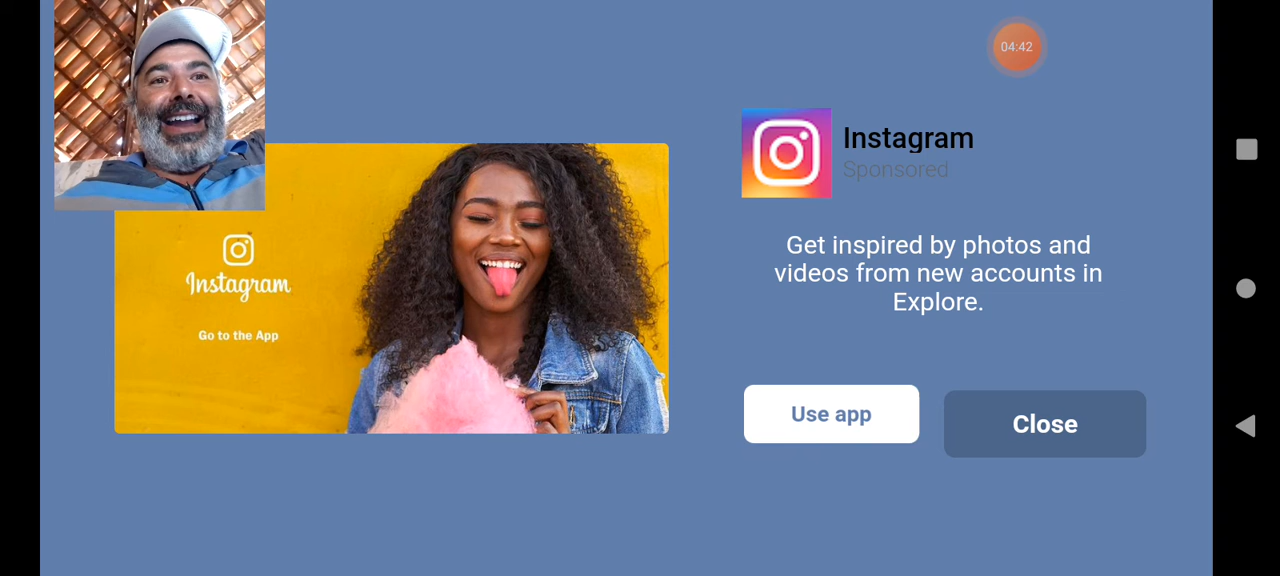 04:42
Instagram
Go to the App
Instagram
Sponsored
Get inspired by photos and
videos from new accounts in
Explore.
Use app
Close